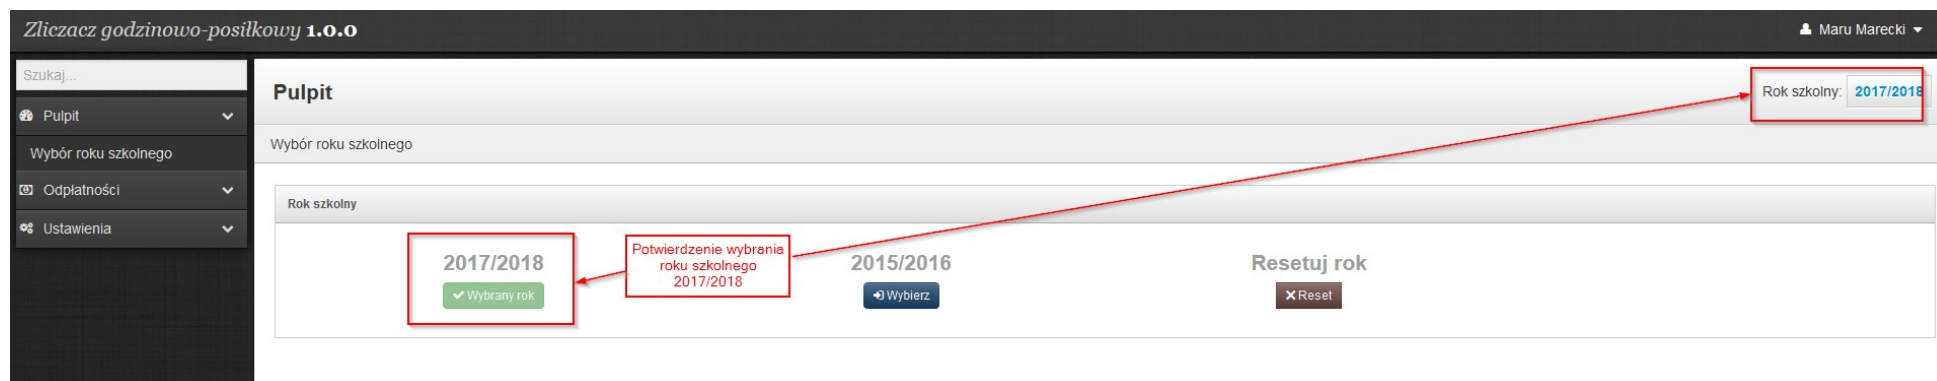 Zliczacz godzinowo-posiłkowy 1.0.0
Maru Marecki
Szukaj...
Pulpit
Wybór roku szkolnego
Odpłatności
Ustawienia
Pulpit
Rok szkolny: 2017/2018
Wybór roku szkolnego
Rok szkolny
2017/2018
Wybrany rok
Potwierdzenie wybrania
roku szkolnego
2017/2018
2015/2016
Wybierz
Resetuj rok
Reset